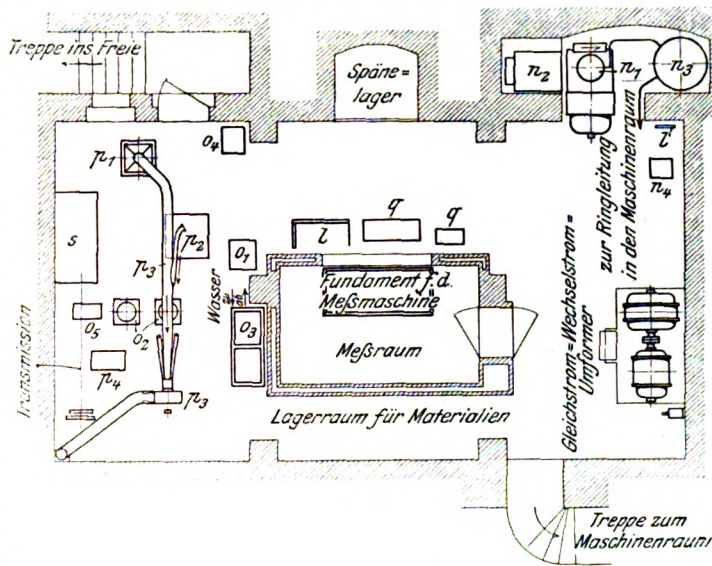 Treppe ins Freie
Späne=
lager
n2
n1
n3
o4
p1
l
n4
zur Ringleitung
in den Maschinenraum
s
p2
q
q
l
o1
p3
Wasser
Fundament f. d.
Meßmaschine
o5
o2
o3
Meßraum
Gleichstrom=Wechselstrom=
Umformer
Transmission
p4
p3
Lagerraum für Materialien
Treppe zum
Maschinenraum